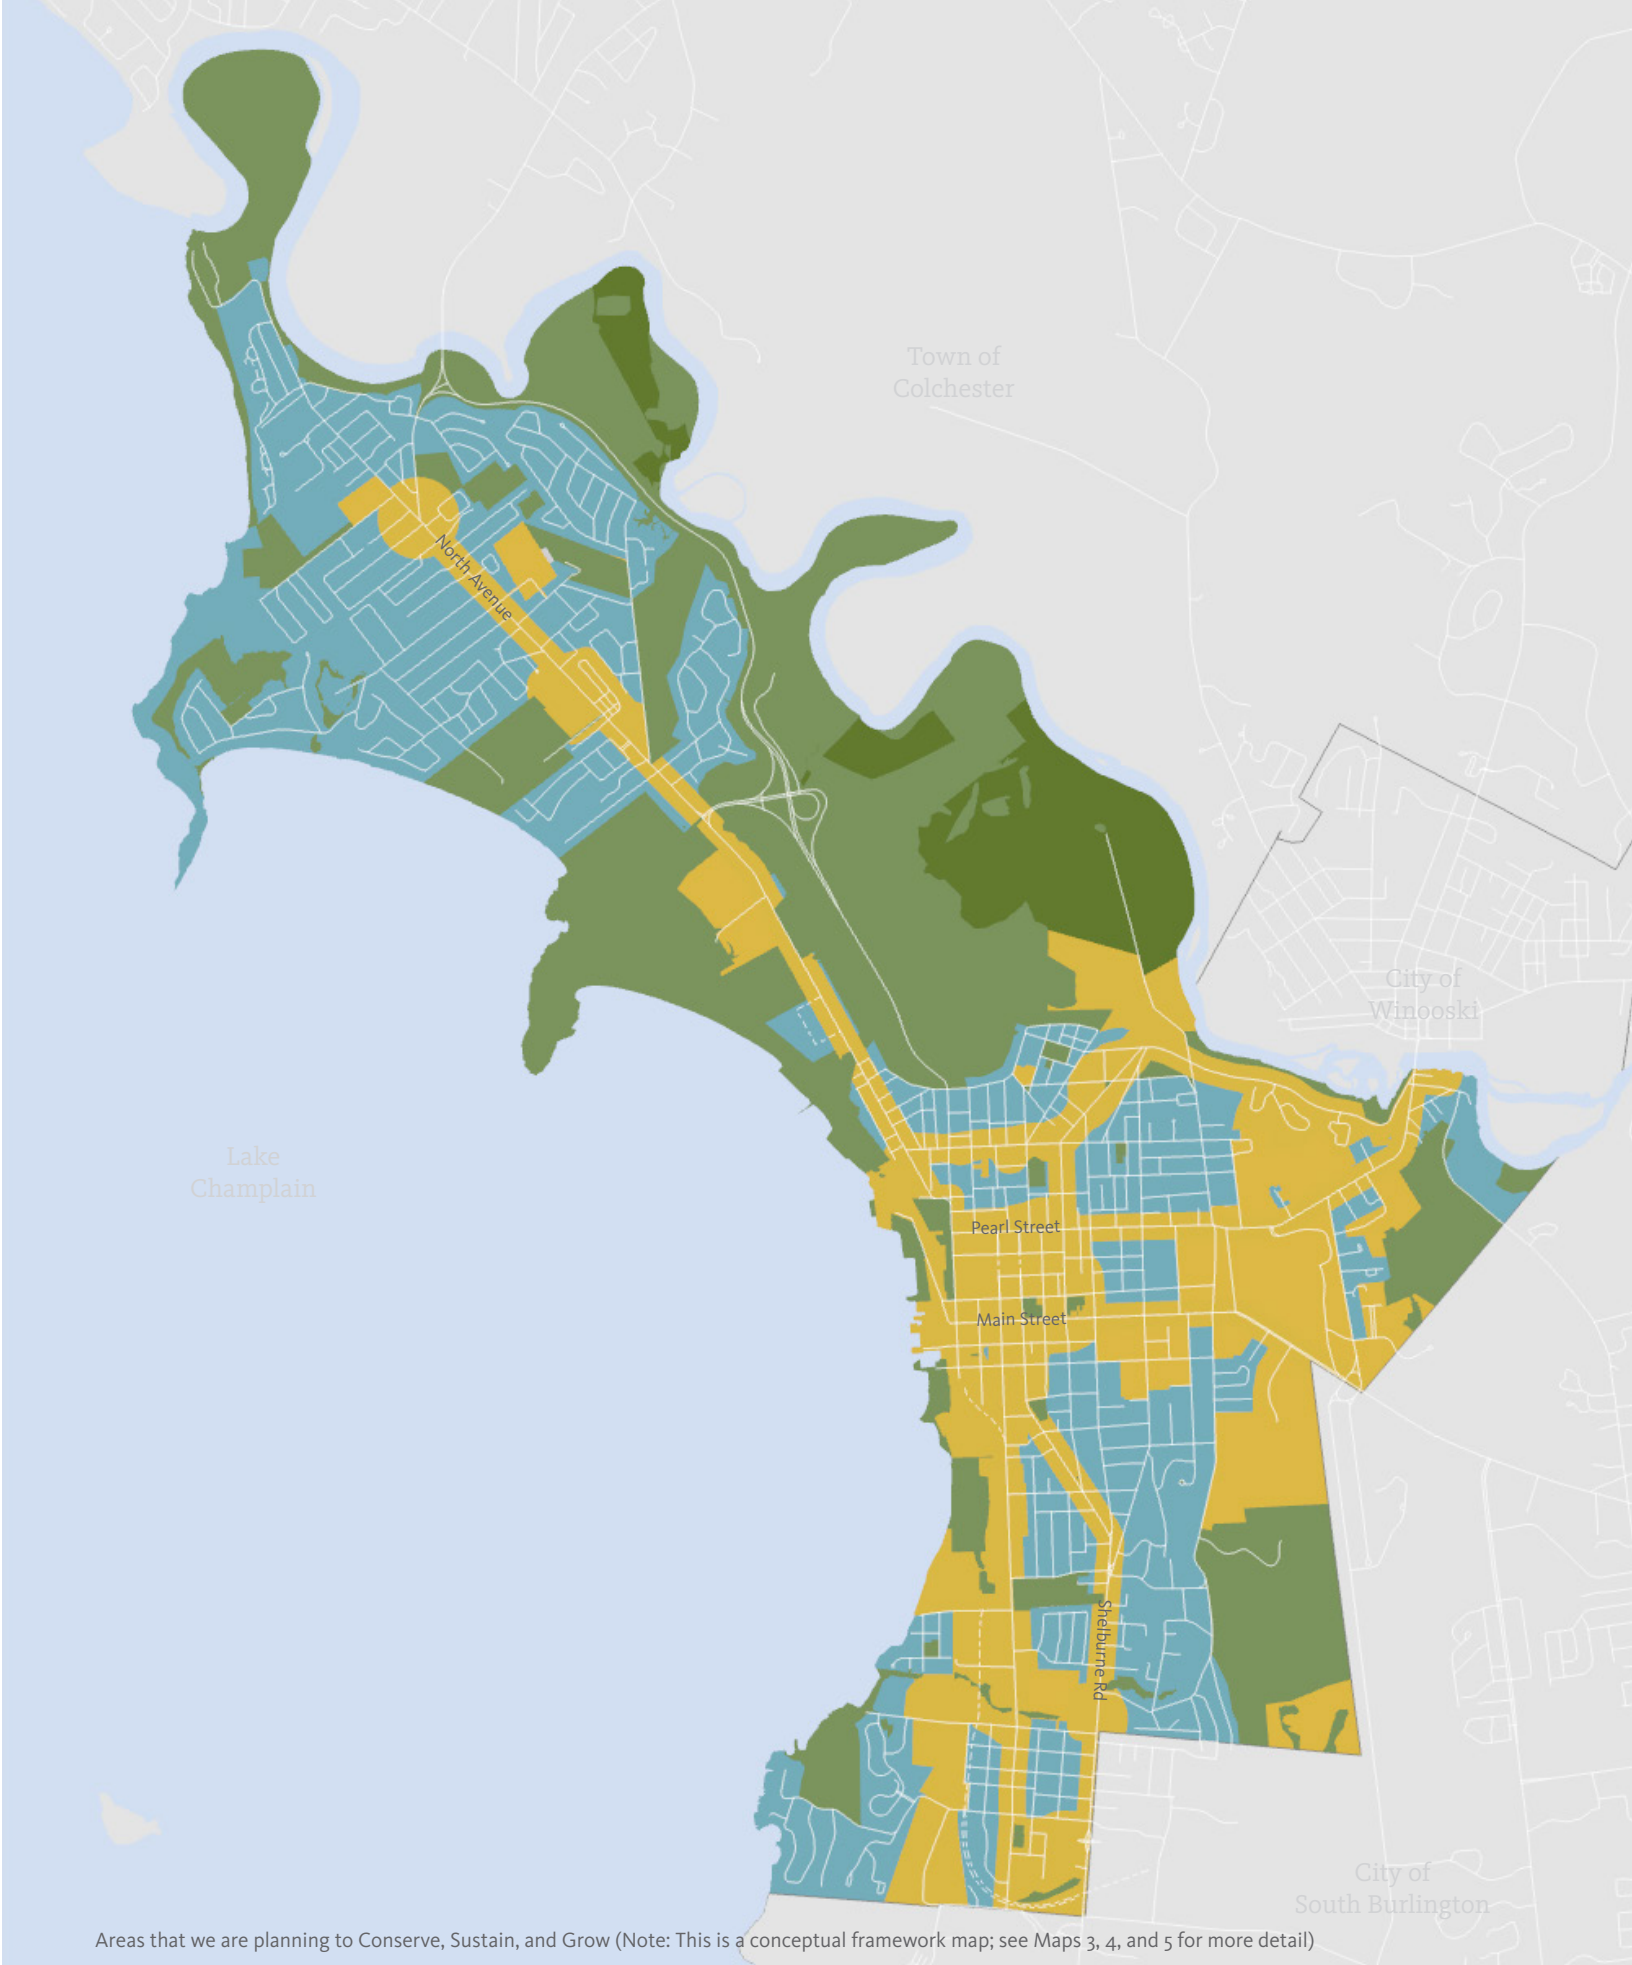 Town of
Colchester
North Avenue
City of
Winooski
Lake
Champlain
Pearl Street
Main Street
Shelburne Rd
City of
South Burlington
Areas that we are planning to Conserve, Sustain, and Grow (Note: This is a conceptual framework map; see Maps 3, 4, and 5 for more detail)